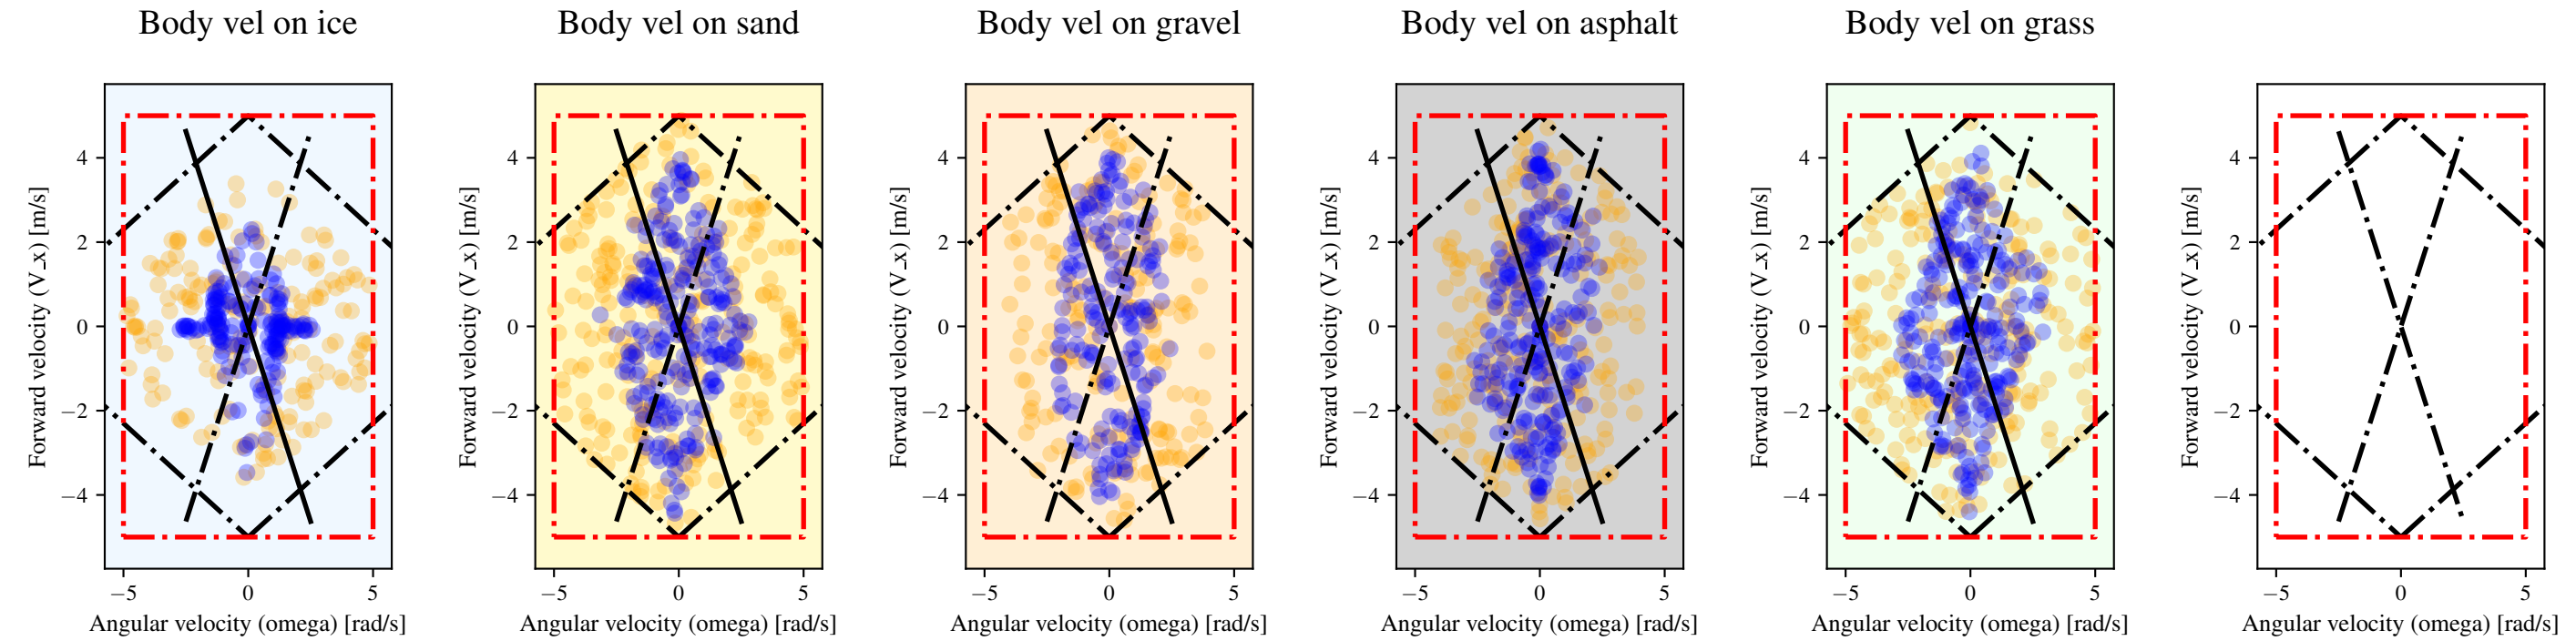 Body vel on ice
Body vel on sand
Body vel on gravel
Body vel on asphalt
Body vel on grass
Forward velocity (V_x) [m/s]
4
2
0
−2
−4
−5 0 5
Angular velocity (omega) [rad/s]
Forward velocity (V_x) [m/s]
4
2
0
−2
−4
−5 0 5
Angular velocity (omega) [rad/s]
Forward velocity (V_x) [m/s]
4
2
0
−2
−4
−5 0 5
Angular velocity (omega) [rad/s]
Forward velocity (V_x) [m/s]
4
2
0
−2
−4
−5 0 5
Angular velocity (omega) [rad/s]
Forward velocity (V_x) [m/s]
4
2
0
−2
−4
−5 0 5
Angular velocity (omega) [rad/s]
Forward velocity (V_x) [m/s]
4
2
0
−2
−4
−5 0 5
Angular velocity (omega) [rad/s]